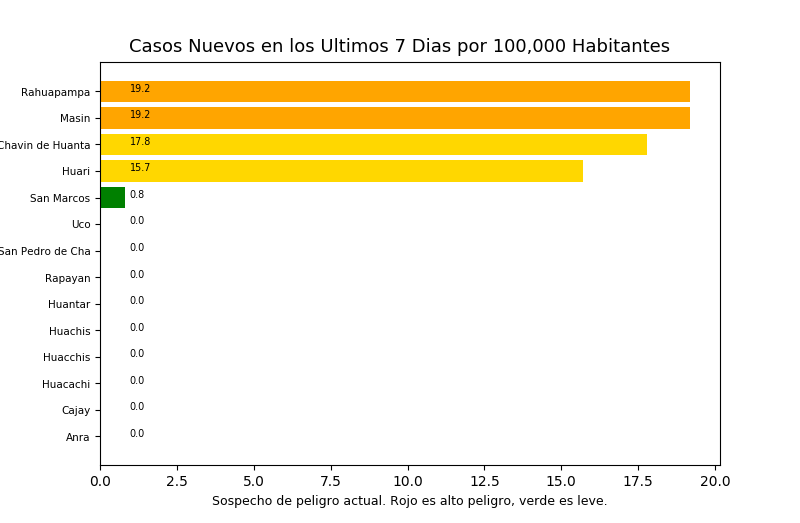 Casos Nuevos en los Ultimos 7 Dias por 100,000 Habitantes
Rahuapampa 19.2
Masin 19.2
Chavin de Huanta 17.8
Huari 15.7
San Marcos 0.8
Uco 0.0
San Pedro de Cha 0.0
Rapayan 0.0
Huantar 0.0
Huachis 0.0
Huacchis 0.0
Huacachi 0.0
Cajay 0.0
Anra 0.0
0.0 2.5 5.0 7.5 10.0 12.5 15.0 17.5 20.0
Sospecho de peligro actual. Rojo es alto peligro, verde es leve.